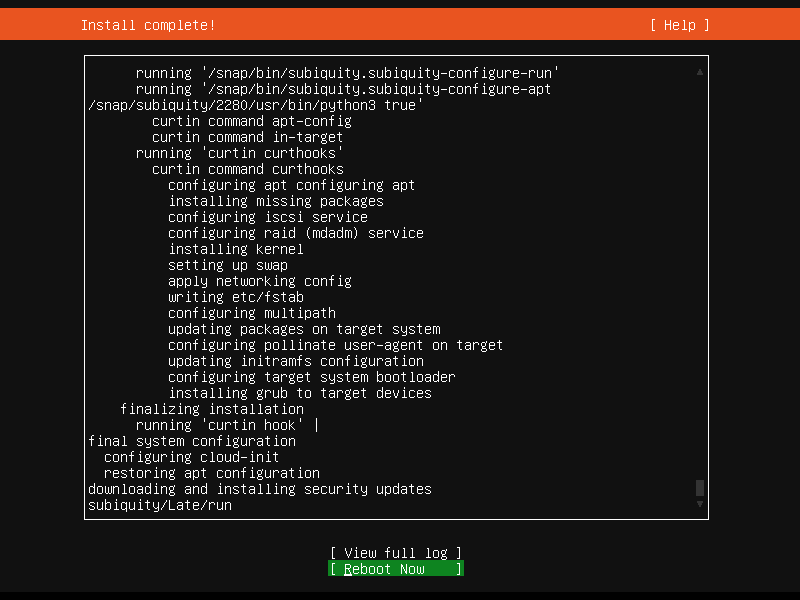 Install complete! [ Help ]
running '/snap/bin/subiquity.subiquity-configure-run'
running '/snap/bin/subiquity.subiquity-configure-apt
/snap/subiquity/2280/usr/bin/python3 true'
curtin command apt-config
curtin command in-target
running 'curtin curthooks'
curtin command curthooks
configuring apt configuring apt
installing missing packages
configuring iscsi service
configuring raid (mdadm) service
installing kernel
setting up swap
apply networking config
writing etc/fstab
configuring multipath
updating packages on target system
configuring pollinate user-agent on target
updating initramfs configuration
configuring target system bootloader
installing grub to target devices
finalizing installation
running 'curtin hook' |
final system configuration
configuring cloud-init
restoring apt configuration
downloading and installing security updates
subiquity/Late/run
[ View full log ]
[ Reboot Now ]